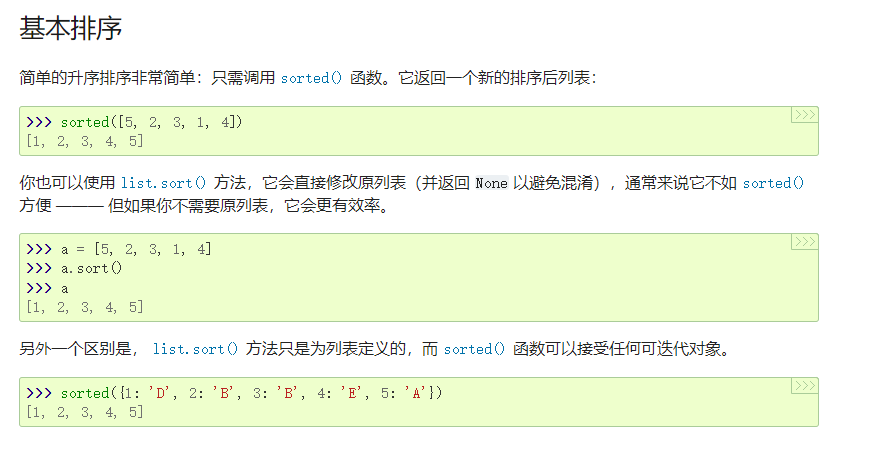 基本排序
简单的升序排序非常简单：只需调用 sorted() 函数。它返回一个新的排序后列表：
>>>
>>> sorted([5, 2, 3, 1, 4])
[1, 2, 3, 4, 5]
你也可以使用 list.sort() 方法，它会直接修改原列表（并返回 None 以避免混淆），通常来说它不如 sorted()
方便 ——— 但如果你不需要原列表，它会更有效率。
>>>
>>> a = [5, 2, 3, 1, 4]
>>> a.sort()
>>> a
[1, 2, 3, 4, 5]
另外一个区别是， list.sort() 方法只是为列表定义的，而 sorted() 函数可以接受任何可迭代对象。
>>>
>>> sorted({1: 'D', 2: 'B', 3: 'B', 4: 'E', 5: 'A'})
[1, 2, 3, 4, 5]